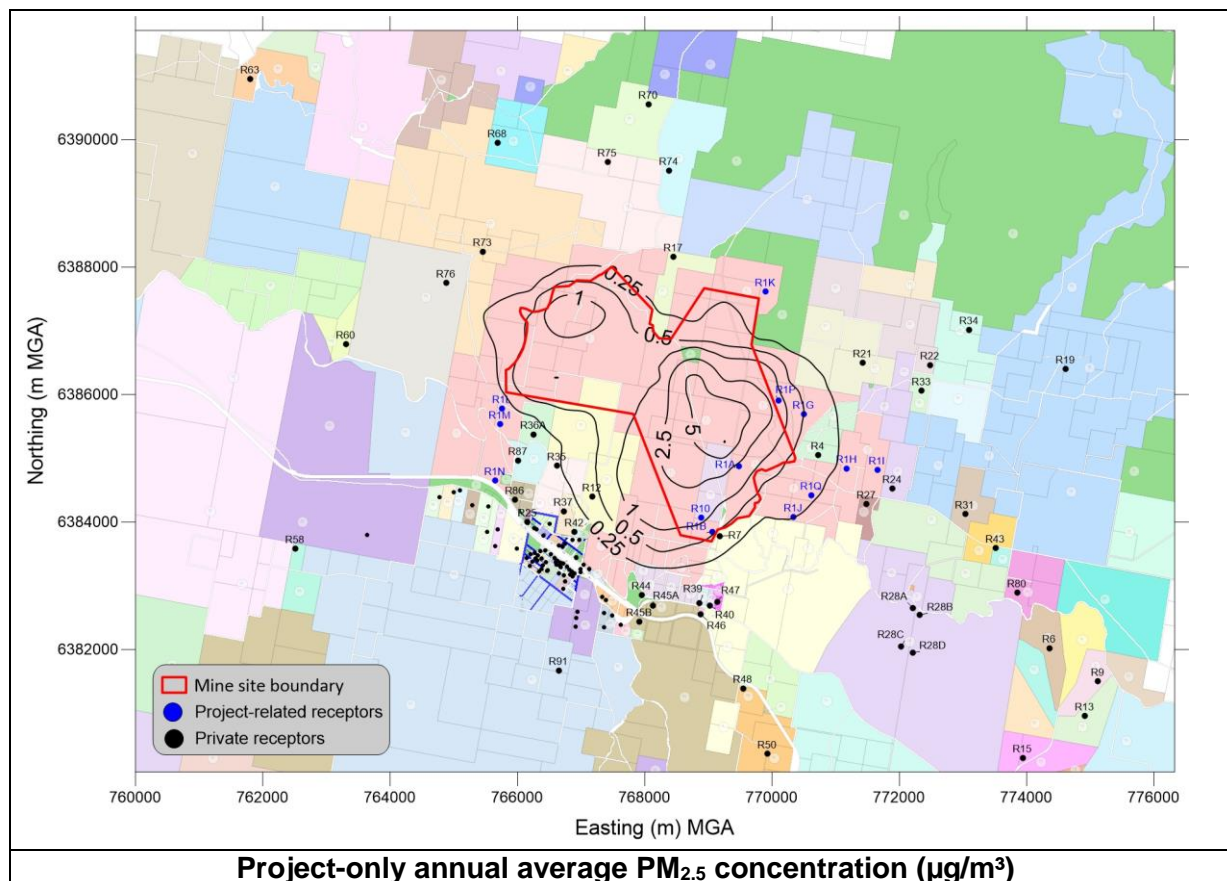 R63
R70
6390000
R68
R75
R74
R73
R17
6388000
R76
0.25
R1K
1
0.5
R34
R60
R21
R22
R19
R33
6386000
R1P
R1G
R1M
R36A
2.5
5
R4
R87
R35
R1A
R1H
R1I
R1N
R24
R12
R1Q
R86
R27
6384000
R25
R37
R10
R1J
R31
R42
1
R1B
0.5
R7
0.25
R43
R58
R80
R44
R45A
R39
R47
R28A
R28B
R45B
R40
R46
R28C
R6
R28D
6382000
R91
R9
R48
R13
R50
R15
Northing (m MGA)
Mine site boundary
Project-related receptors
Private receptors
760000 762000 764000 766000 768000 770000 772000 774000 776000
Easting (m) MGA
Project-only annual average PM2.5 concentration (µg/m³)